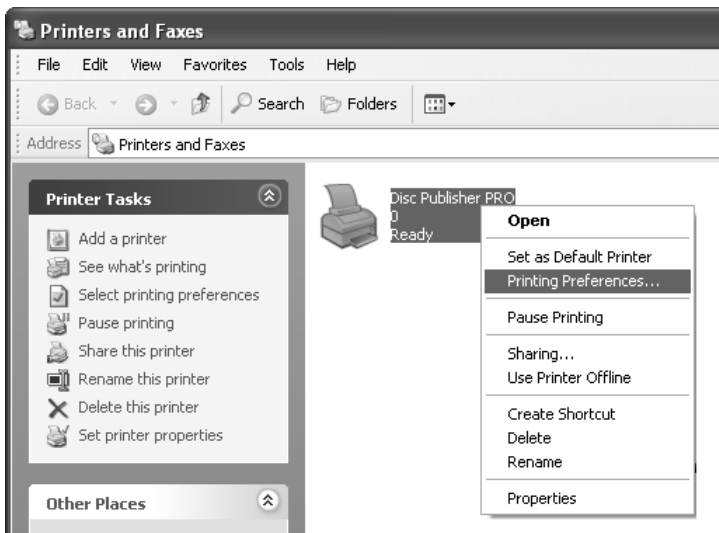 Printers and Faxes
File Edit View Favorites Tools Help
Back Search Folders
Address Printers and Faxes
Printer Tasks
Add a printer
See what's printing
Select printing preferences
Pause printing
Share this printer
Rename this printer
Delete this printer
Set printer properties
Other Places
Disc Publisher PRO
0
Ready
Open
Set as Default Printer
Printing Preferences...
Pause Printing
Sharing...
Use Printer Offline
Create Shortcut
Delete
Rename
Properties